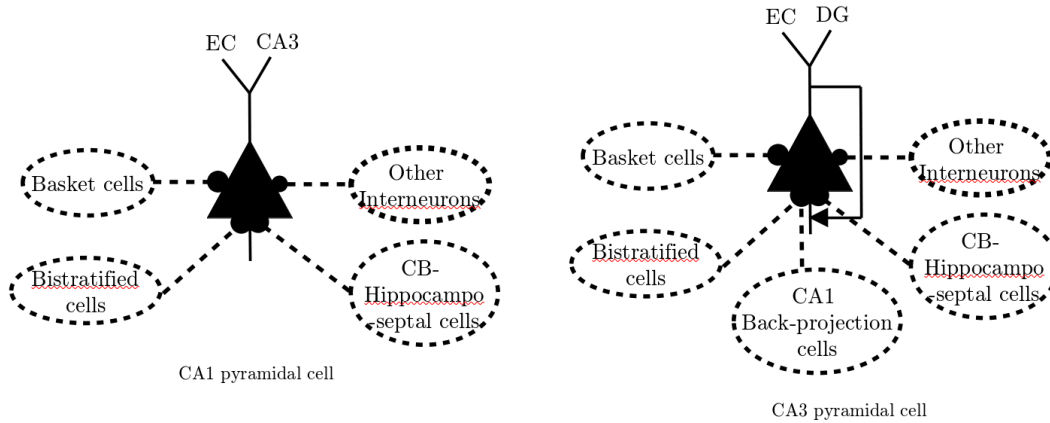 EC CA3
Basket cells
Other
Interneurons
Bistratified
cells
CB-
Hippocampo
-septal cells
CA1 pyramidal cell
EC DG
Basket cells
Other
Interneurons
Bistratified
cells
CB-
Hippocampo
-septal cells
CA1
Back-projection
cells
CA3 pyramidal cell